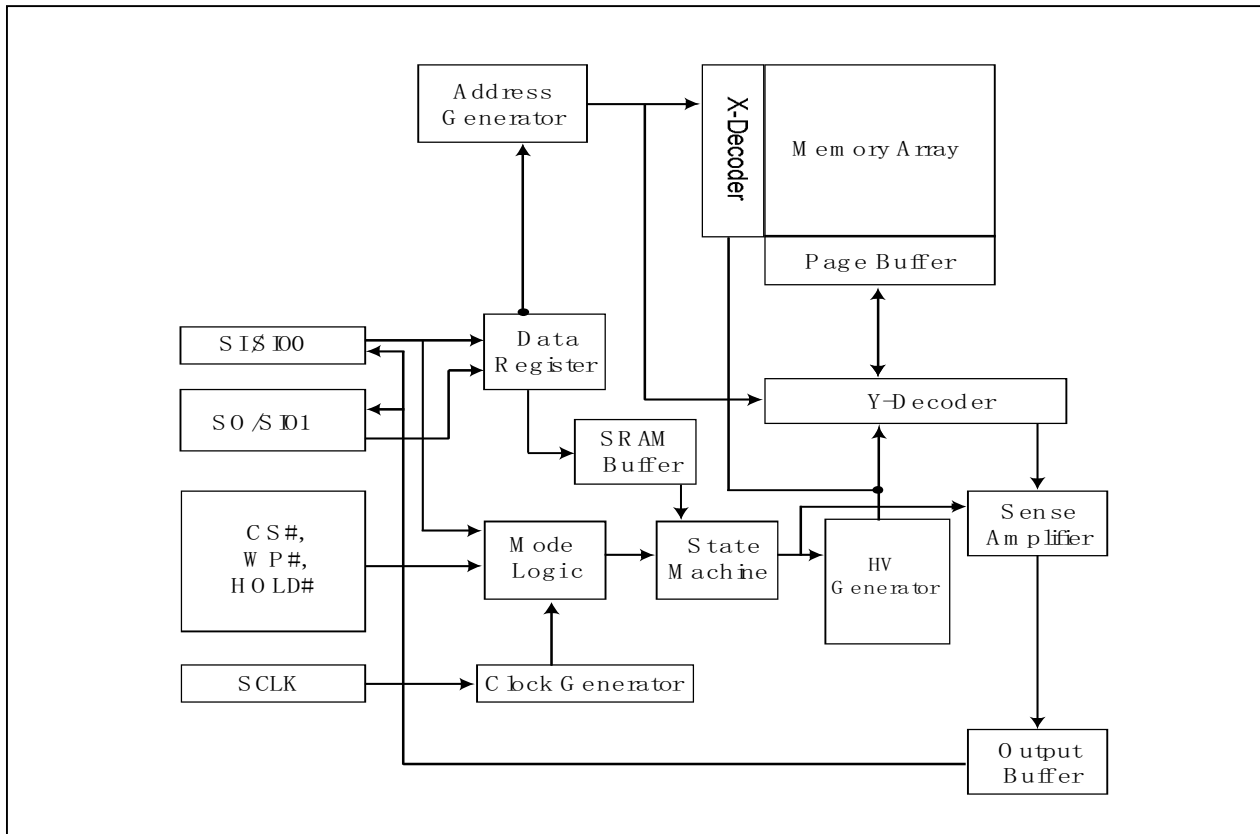 Address
Generator
X-Decoder
Memory Array
Page Buffer
SI/SIO0
Data
Register
SO/SIO1
Y-Decoder
SRAM
Buffer
CS#,
WP#,
HOLD#
Mode
Logic
State
Machine
HV
Generator
Sense
Amplifier
SCLK
Clock Generator
Output
Buffer